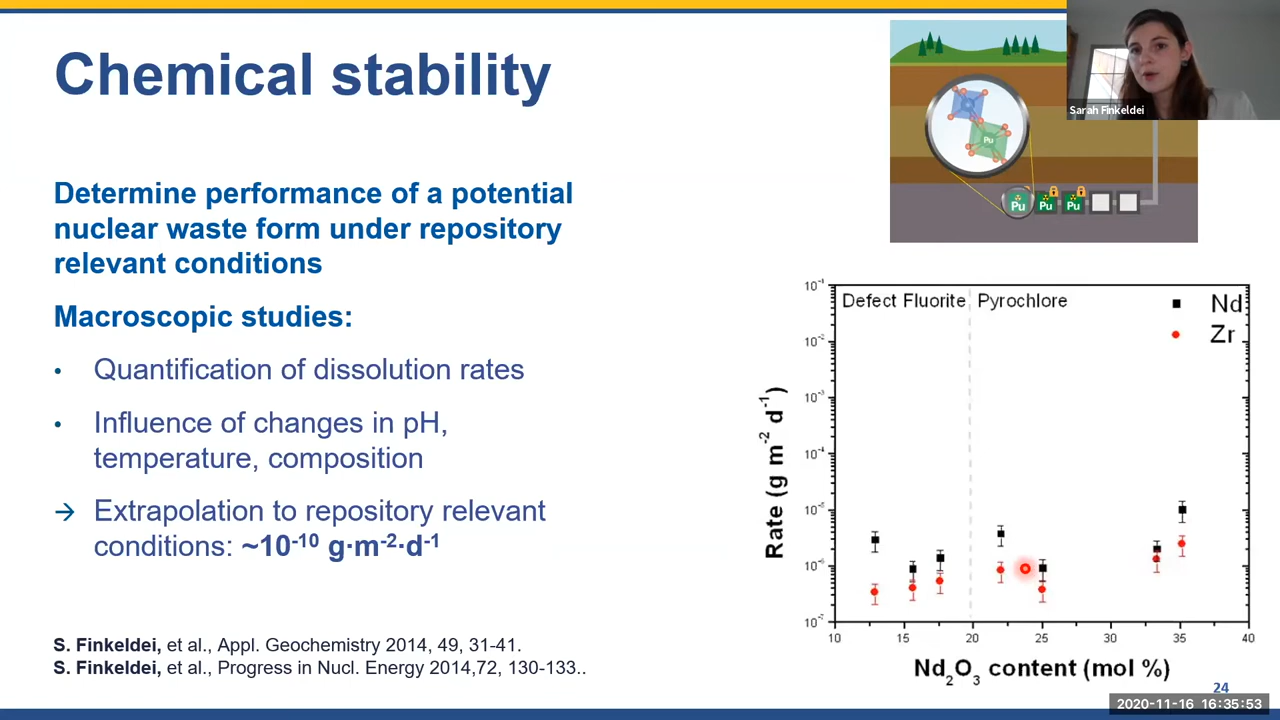 Chemical stability
Sarah Finkeldei
Pu
Pu
Pu
Pu
Determine performance of a potential
nuclear waste form under repository
relevant conditions
Macroscopic studies:
• Quantification of dissolution rates
• Influence of changes in pH,
temperature, composition
→ Extrapolation to repository relevant
conditions: ~10⁻¹⁰ g·m⁻²·d⁻¹
S. Finkeldei, et al., Appl. Geochemistry 2014, 49, 31-41.
S. Finkeldei, et al., Progress in Nucl. Energy 2014,72, 130-133..
Defect Fluorite
Pyrochlore
Nd
Zr
10⁻¹
10⁻²
10⁻³
10⁻⁴
10⁻⁵
10⁻⁶
10⁻⁷
Rate (g m⁻² d⁻¹)
10 15 20 25 30 35 40
Nd₂O₃ content (mol %)
24
2020-11-16 16:35:53